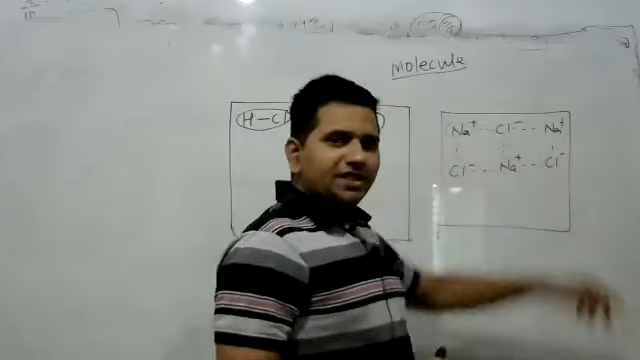 Molecule
H-Cl
Na⁺ -- Cl⁻ -- Na⁺
Cl⁻ -- Na⁺ -- Cl⁻